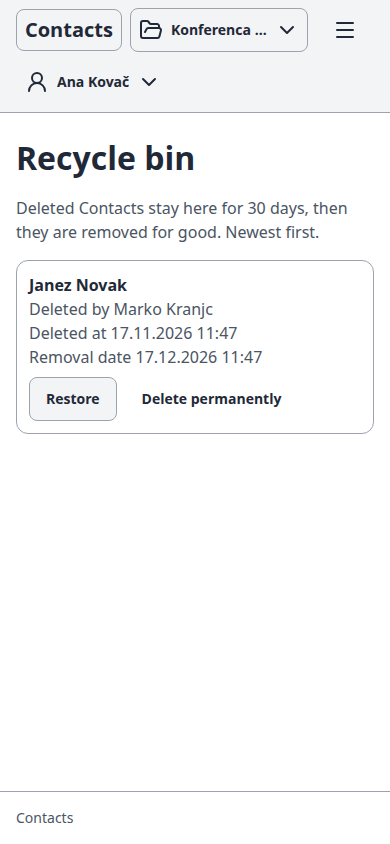 Contacts
Konferenca ...
Ana Kovač
Recycle bin
Deleted Contacts stay here for 30 days, then
they are removed for good. Newest first.
Janez Novak
Deleted by Marko Kranjc
Deleted at 17.11.2026 11:47
Removal date 17.12.2026 11:47
Restore
Delete permanently
Contacts